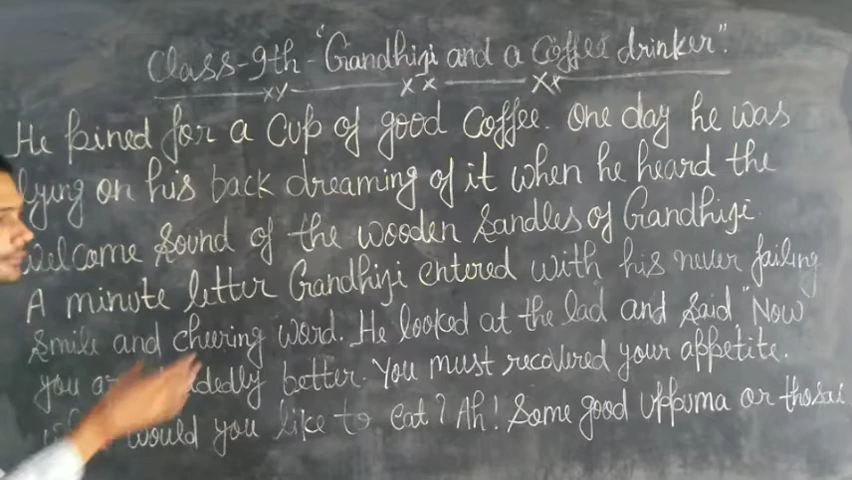 Class-9th-"Gandhiji and a Coffee drinker".
He pined for a Cup of good Coffee. One day he was
lying on his back dreaming of it when he heard the
Welcome sound of the wooden sandles of Gandhiji.
A minute letter Gandhiji entered with his never failing
smile and cheering word. He looked at the lad and said, "Now
you are better. You must recovered your appetite.
would you like to eat? Ah! Some good uppuma or thosai